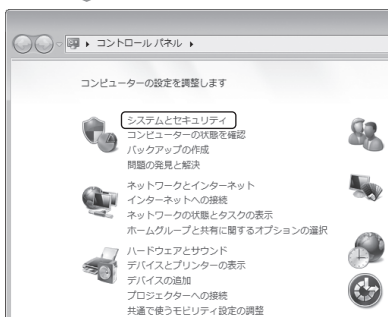 コントロール パネル
コンピューターの設定を調整します
システムとセキュリティ
コンピューターの状態を確認
バックアップの作成
問題の発見と解決
ネットワークとインターネット
インターネットへの接続
ネットワークの状態とタスクの表示
ホームグループと共有に関するオプションの選択
ハードウェアとサウンド
デバイスとプリンターの表示
デバイスの追加
プロジェクターへの接続
共通で使うモビリティ設定の調整